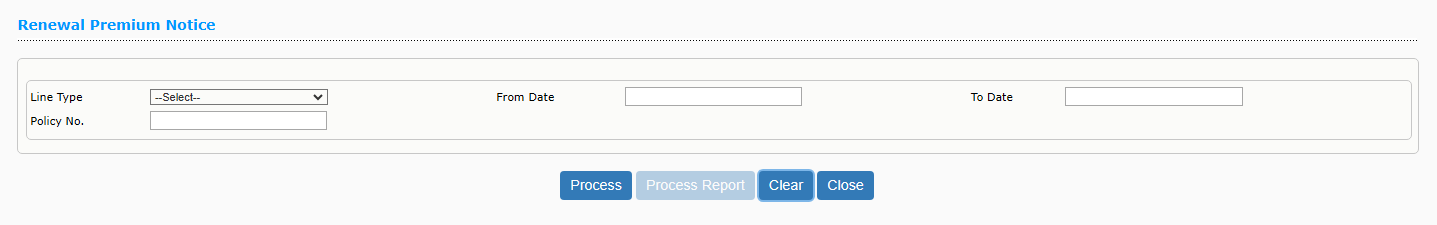 Renewal Premium Notice
Line Type --Select-- From Date To Date
Policy No.
Process Process Report Clear Close